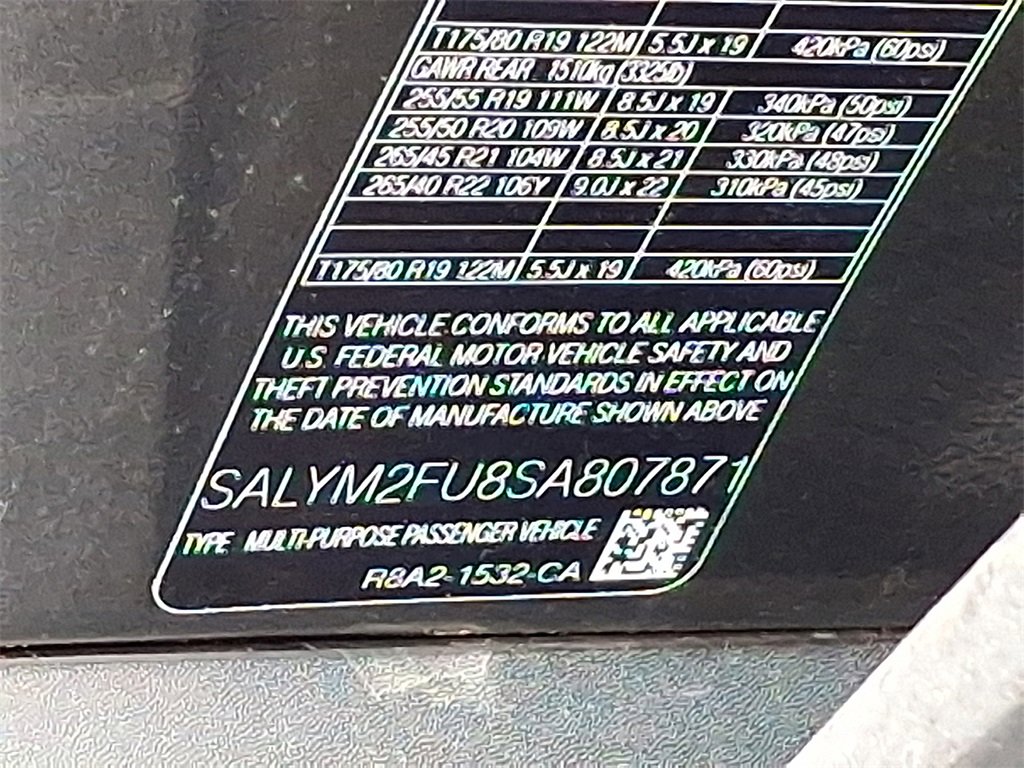 T175/80 R19 122M 5.5J x 19 420kPa (60psi)
GAWR REAR 1510kg (3325lb)
255/55 R19 111W 8.5J x 19 340kPa (50psi)
255/50 R20 109W 8.5J x 20 320kPa (47psi)
265/45 R21 104W 8.5J x 21 330kPa (48psi)
265/40 R22 106Y 9.0J x 22 310kPa (45psi)
T175/80 R19 122M 5.5J x 19 420kPa (60psi)
THIS VEHICLE CONFORMS TO ALL APPLICABLE
U.S. FEDERAL MOTOR VEHICLE SAFETY AND
THEFT PREVENTION STANDARDS IN EFFECT ON
THE DATE OF MANUFACTURE SHOWN ABOVE
SALYM2FU8SA807871
TYPE MULTI-PURPOSE PASSENGER VEHICLE
R8A2-1532-CA